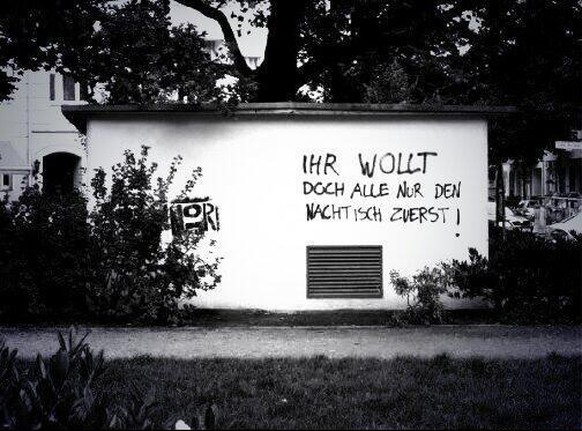 IHR WOLLT
DOCH ALLE NUR DEN
NACHTISCH ZUERST!